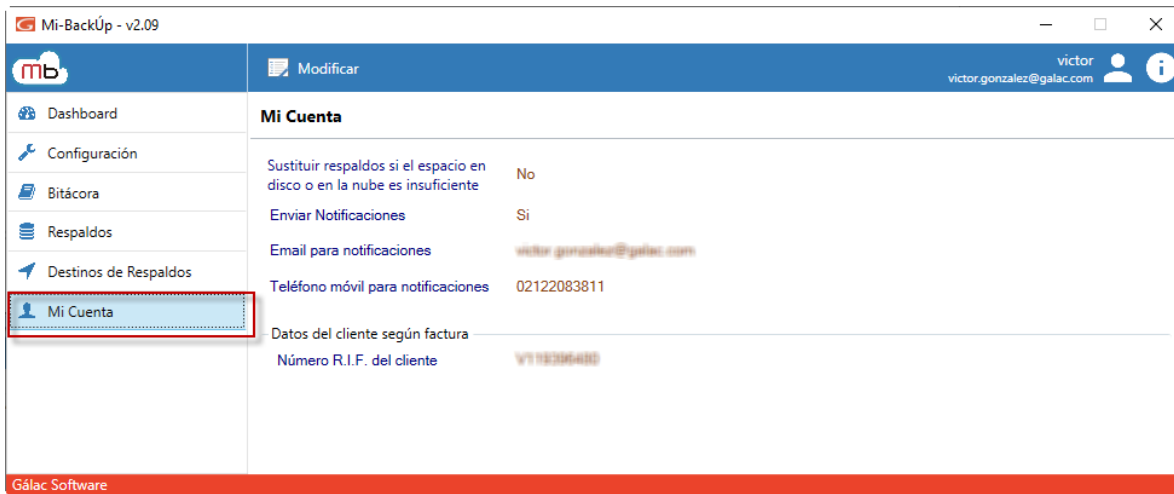 Mi-BackÚp - v2.09
mb
Modificar
victor
victor.gonzalez@galac.com
Dashboard
Configuración
Bitácora
Respaldos
Destinos de Respaldos
Mi Cuenta
Mi Cuenta
Sustituir respaldos si el espacio en
disco o en la nube es insuficiente
No
Enviar Notificaciones
Si
Email para notificaciones
Teléfono móvil para notificaciones
02122083811
Datos del cliente según factura
Número R.I.F. del cliente
Gálac Software